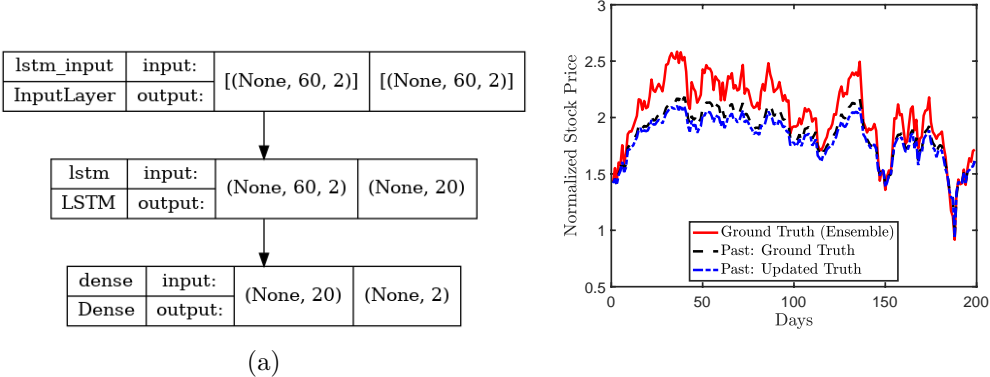 lstm_input input: [(None, 60, 2)] [(None, 60, 2)]
InputLayer output:
lstm input: (None, 60, 2) (None, 20)
LSTM output:
dense input: (None, 20) (None, 2)
Dense output:
(a)
3
2.5
2
1.5
1
0.5
Normalized Stock Price
Ground Truth (Ensemble)
Past: Ground Truth
Past: Updated Truth
0 50 100 150 200
Days